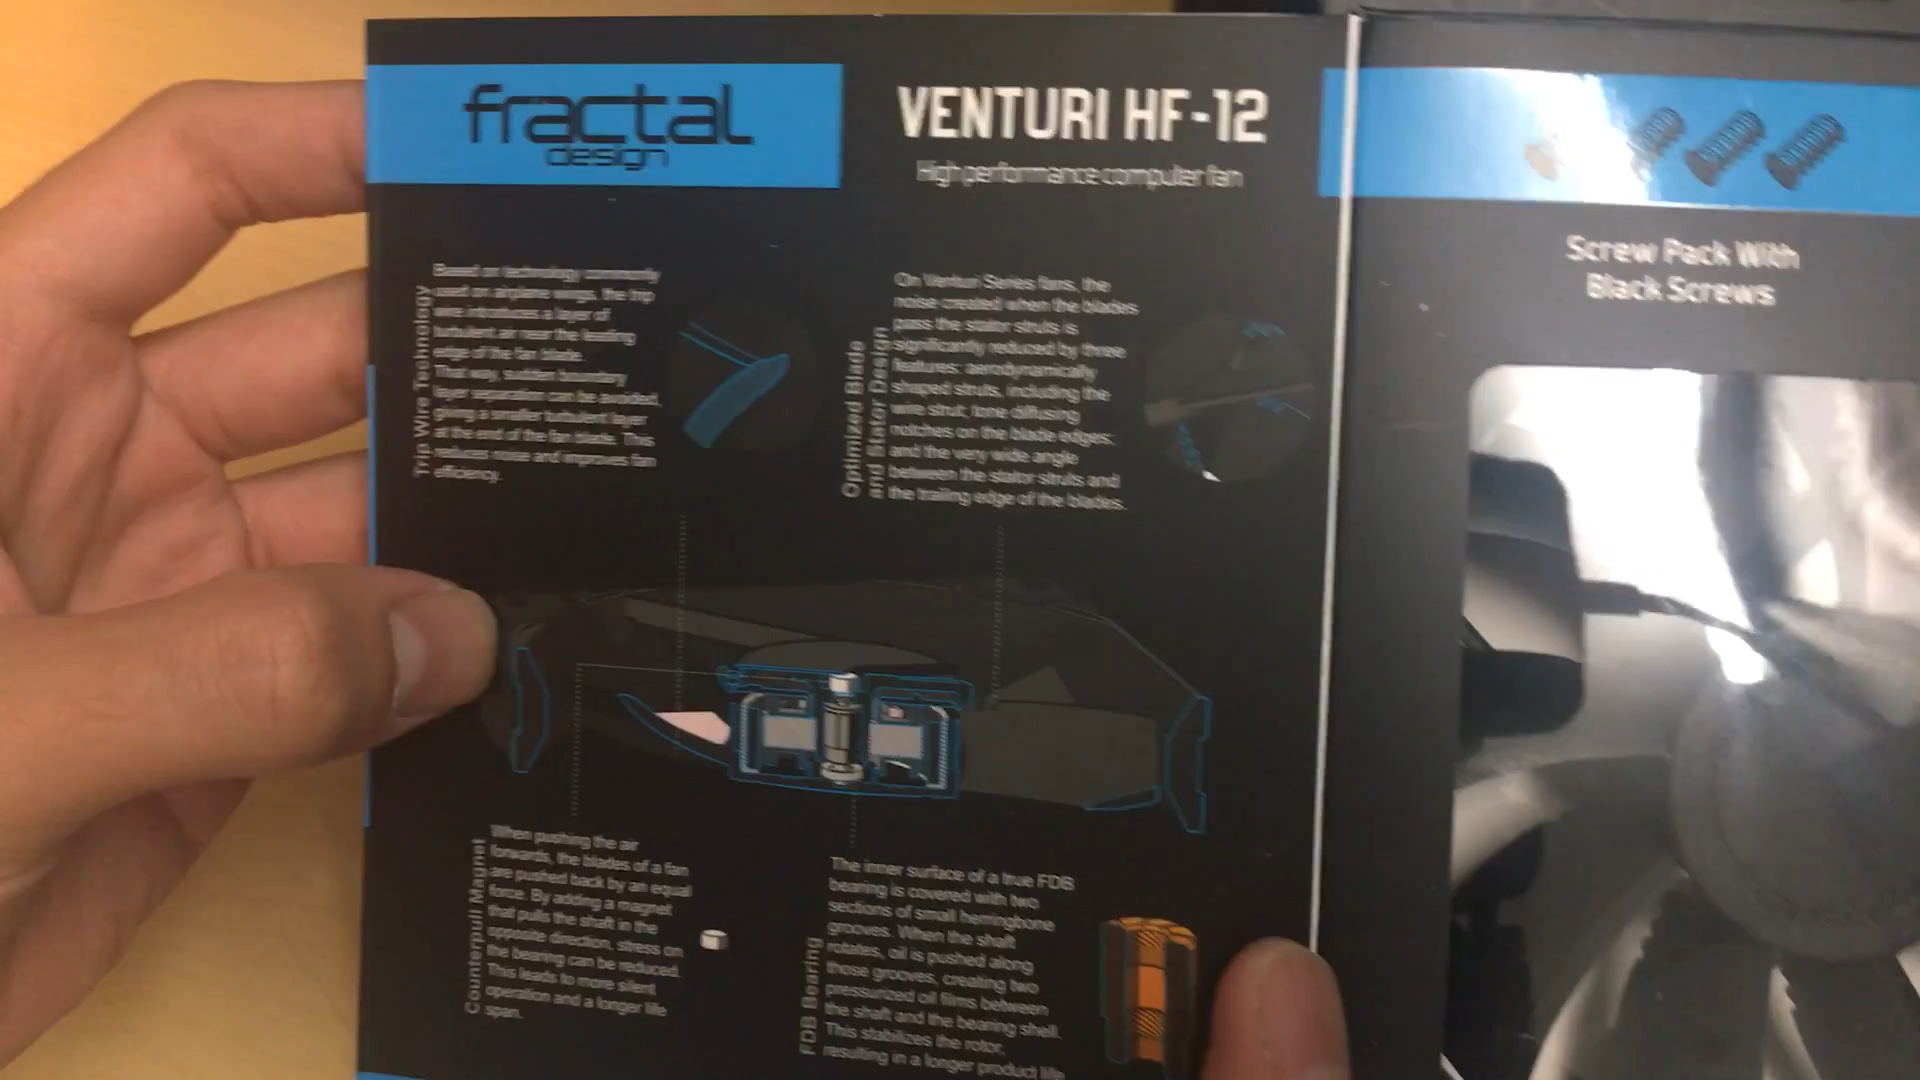 fractal
design
VENTURI HF-12
High performance computer fan
Screw Pack With
Black Screws
Trip Wire Technology
Based on technology commonly
used on airplane wings, the trip
wire introduces a layer of
turbulent air near the leading
edge of the fan blade.
That way, sudden boundary
layer separation can be avoided,
giving a smaller turbulent layer
at the end of the fan blade. This
reduces noise and improves fan
efficiency.
Optimized Blade
and Stator Design
On Venturi Series fans, the
noise created when the blades
pass the stator struts is
significantly reduced by three
features: aerodynamically
shaped struts, including the
wire strut; tone diffusing
notches on the blade edges;
and the very wide angle
between the stator struts and
the trailing edge of the blades.
Counterpull Magnet
When pushing the air
forwards, the blades of a fan
are pushed back by an equal
force. By adding a magnet
that pulls the shaft in the
opposite direction, stress on
the bearing can be reduced.
This leads to more silent
operation and a longer life
span.
FDB Bearing
The inner surface of a true FDB
bearing is covered with two
sections of small herringbone
grooves. When the shaft
rotates, oil is pushed along
those grooves, creating two
pressurized oil films between
the shaft and the bearing shell.
This stabilizes the rotor,
resulting in a longer product life